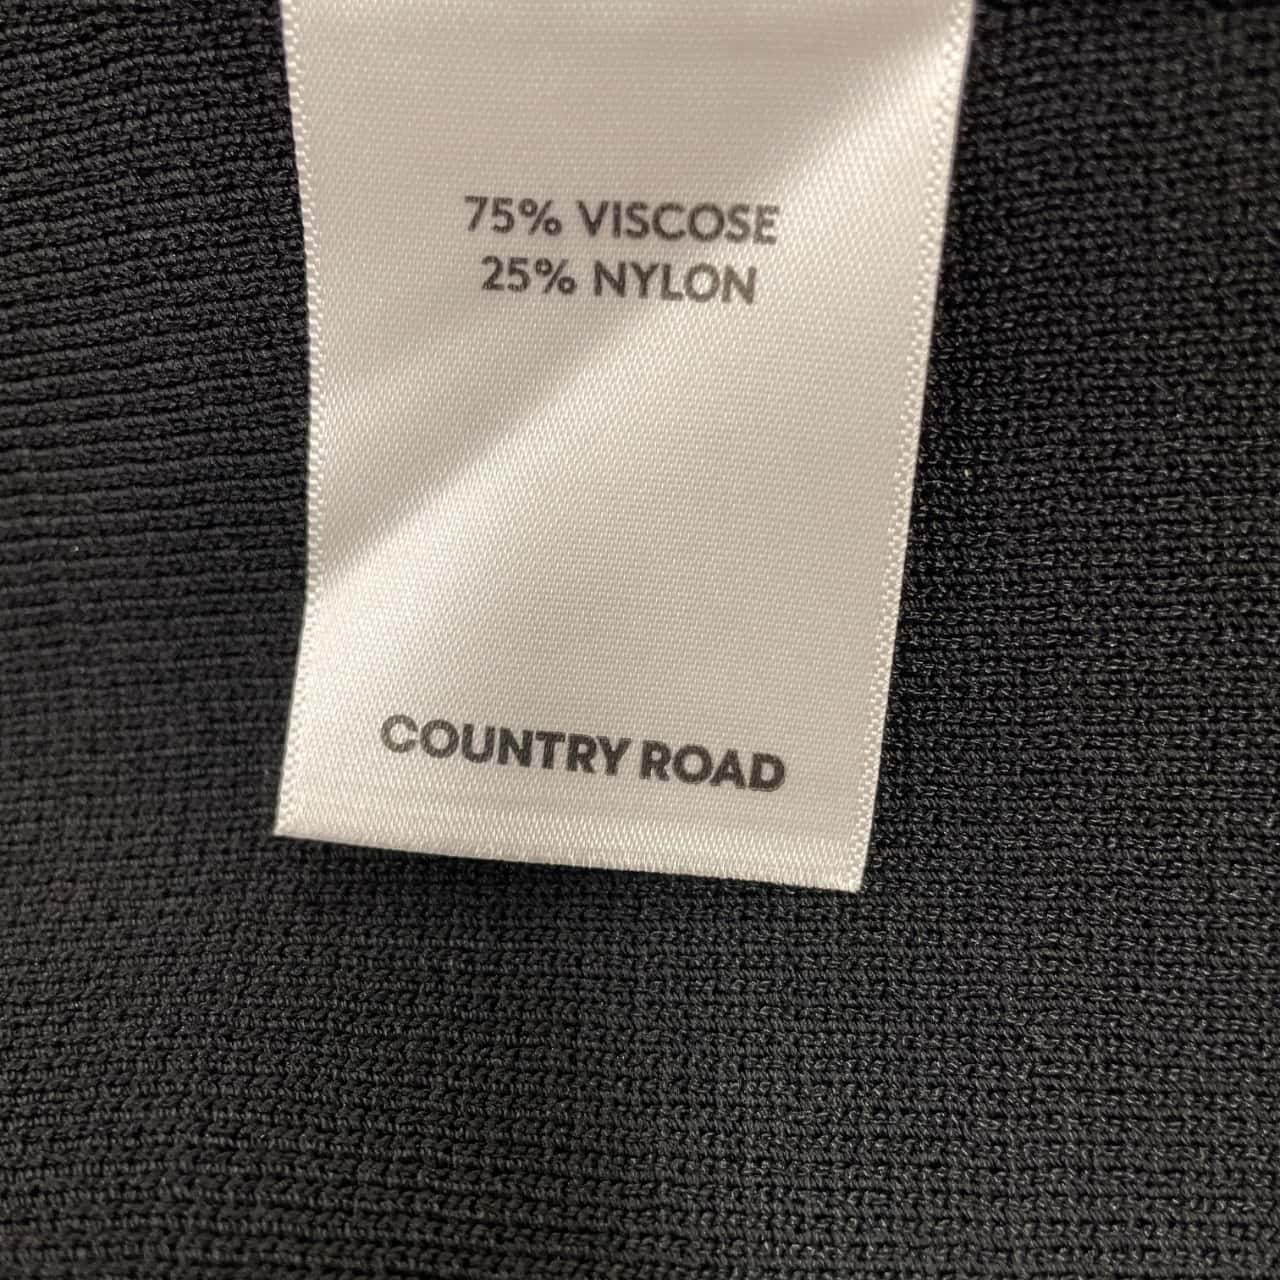 75% VISCOSE
25% NYLON
COUNTRY ROAD